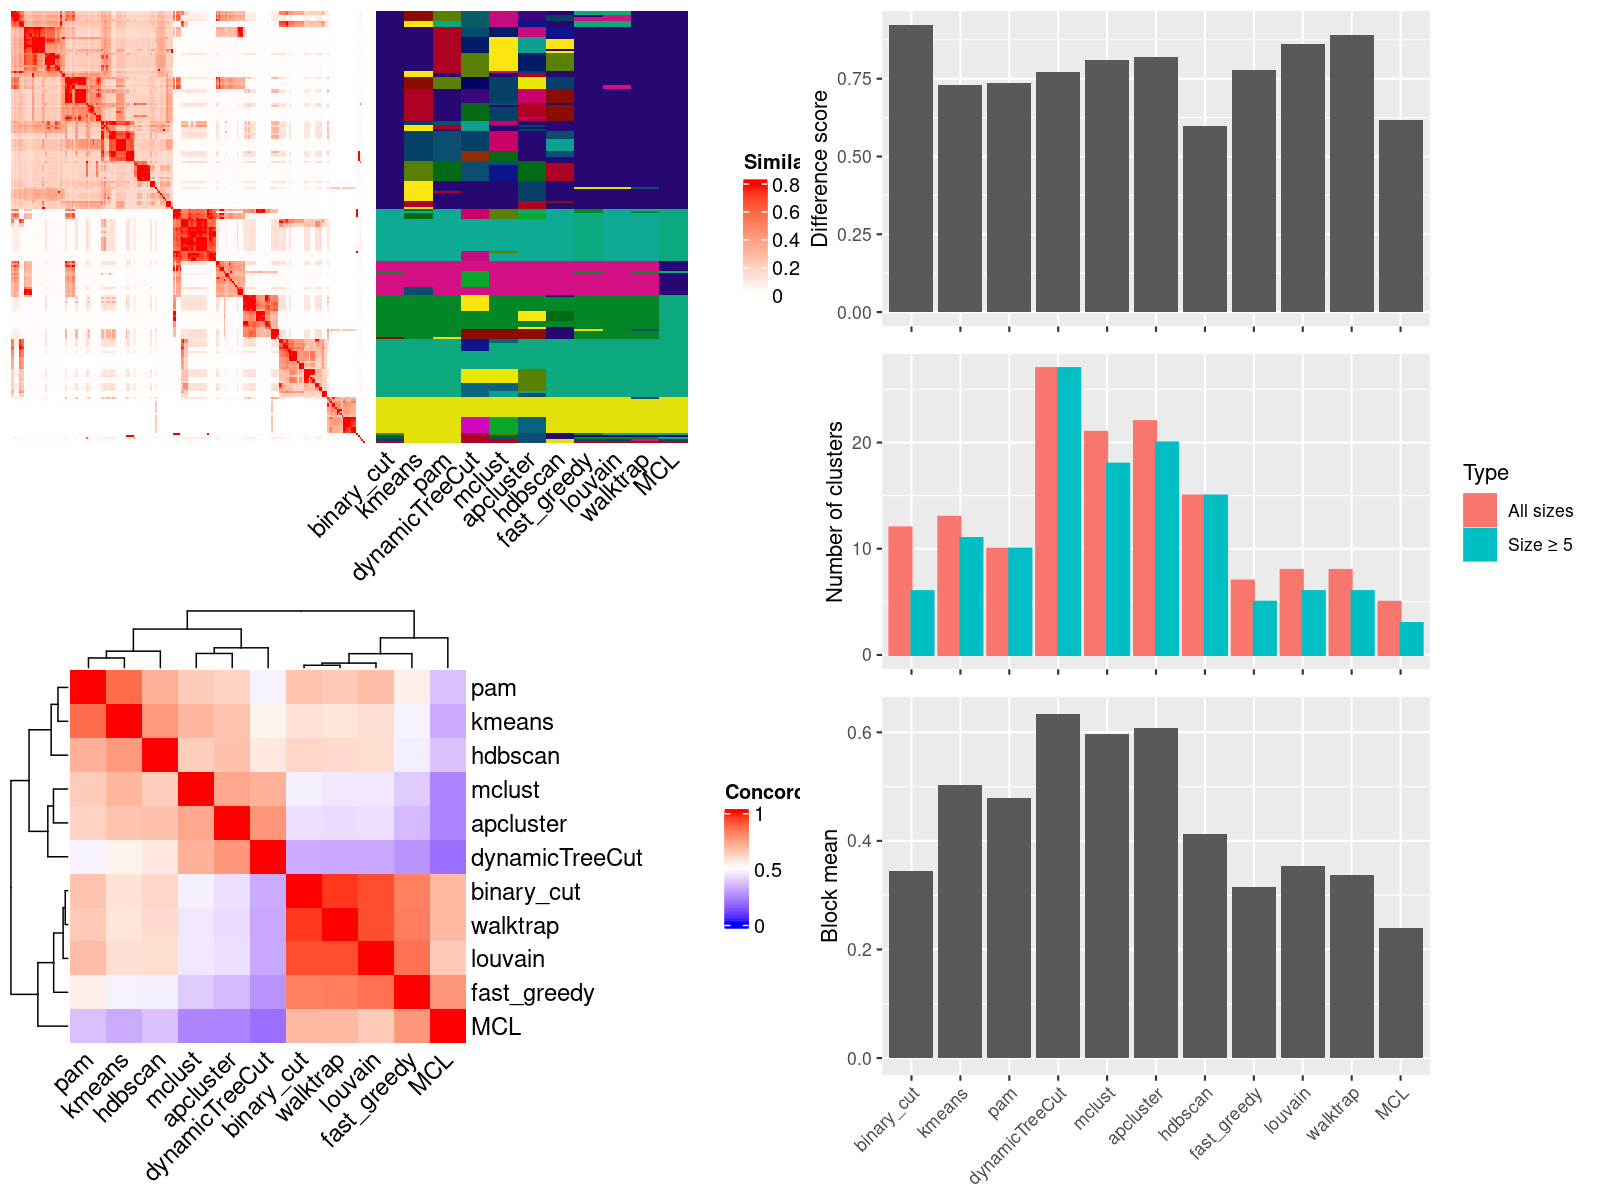 Simila
0.8
0.6
0.4
0.2
0
binary_cut
kmeans
pam
dynamicTreeCut
mclust
apcluster
hdbscan
fast_greedy
louvain
walktrap
MCL
pam
kmeans
hdbscan
mclust
apcluster
dynamicTreeCut
binary_cut
walktrap
louvain
fast_greedy
MCL
pam
kmeans
hdbscan
mclust
apcluster
dynamicTreeCut
binary_cut
walktrap
louvain
fast_greedy
MCL
Concord
1
0.5
0
Difference score
0.75
0.50
0.25
0.00
Number of clusters
20
10
0
Type
All sizes
Size ≥ 5
Block mean
0.6
0.4
0.2
0.0
binary_cut
kmeans
pam
dynamicTreeCut
mclust
apcluster
hdbscan
fast_greedy
louvain
walktrap
MCL